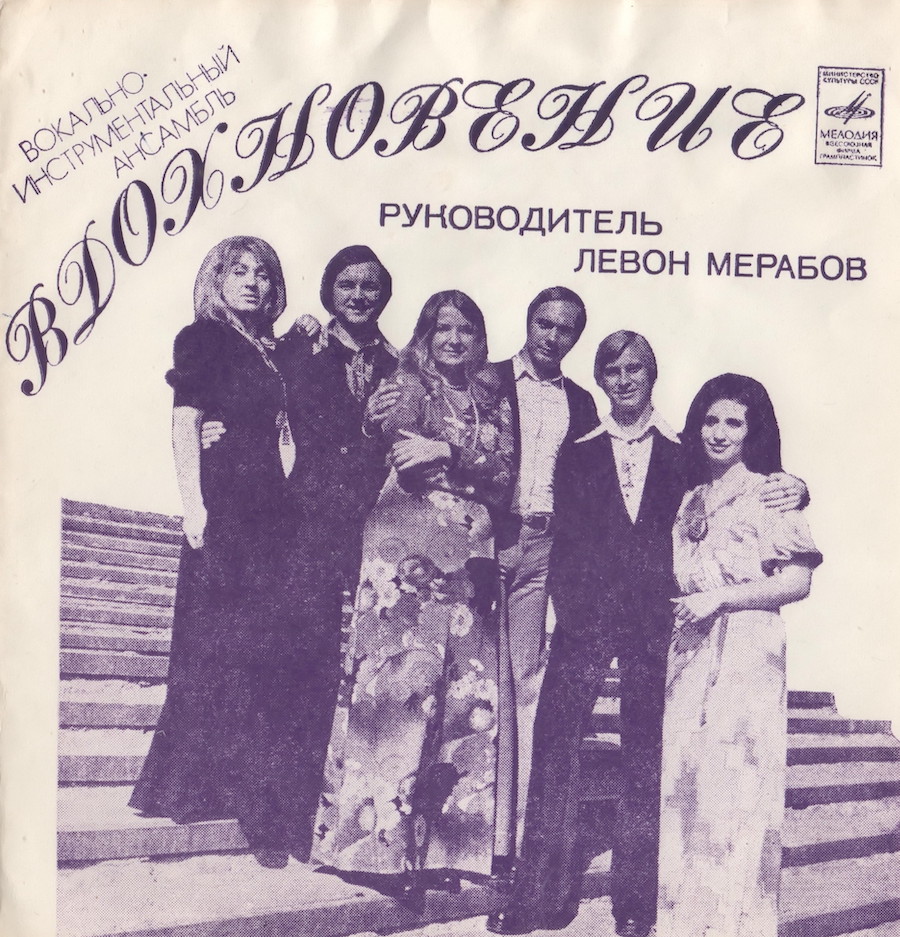 ВОКАЛЬНО-
ИНСТРУМЕНТАЛЬНЫЙ
АНСАМБЛЬ
ВДОХНОВЕНИЕ
РУКОВОДИТЕЛЬ
ЛЕВОН МЕРАБОВ
МИНИСТЕРСТВО
КУЛЬТУРЫ СССР
МЕЛОДИЯ
ВСЕСОЮЗНАЯ
ФИРМА
ГРАМПЛАСТИНОК